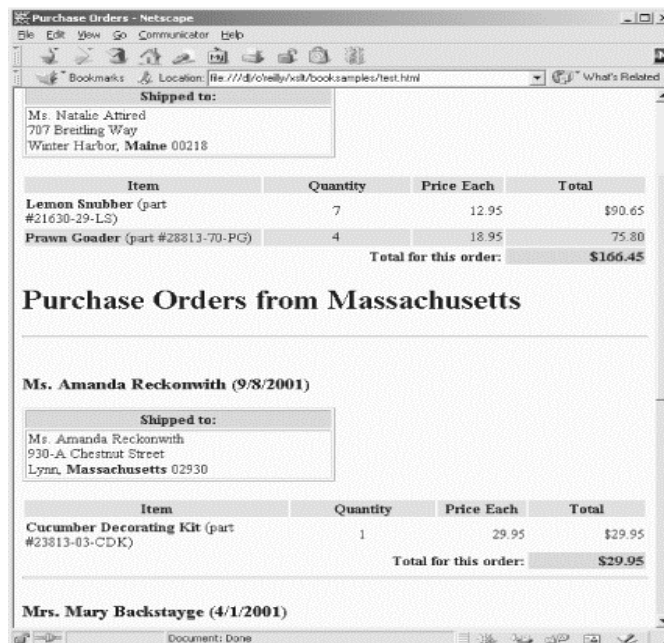 Purchase Orders - Netscape
File Edit View Go Communicator Help
Bookmarks Location: file:///d|/o'reilly/xslt/booksamples/test.html What's Related
Shipped to:
Ms. Natalie Attired
707 Breitling Way
Winter Harbor, Maine 00218
Item Quantity Price Each Total
Lemon Snubber (part
#21630-29-LS) 7 12.95 $90.65
Prawn Goader (part #28813-70-PG) 4 18.95 75.80
Total for this order: $166.45
Purchase Orders from Massachusetts
Ms. Amanda Reckonwith (9/8/2001)
Shipped to:
Ms. Amanda Reckonwith
930-A Chestnut Street
Lynn, Massachusetts 02930
Item Quantity Price Each Total
Cucumber Decorating Kit (part
#23813-03-CDK) 1 29.95 $29.95
Total for this order: $29.95
Mrs. Mary Backstayge (4/1/2001)
Document: Done